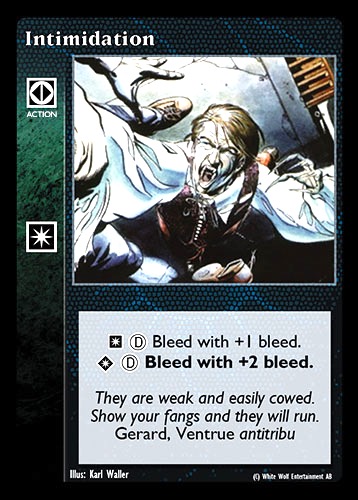 Intimidation
ACTION
D Bleed with +1 bleed.
D Bleed with +2 bleed.
They are weak and easily cowed.
Show your fangs and they will run.
Gerard, Ventrue antitribu
Illus: Karl Waller
(C) White Wolf Entertainment AB